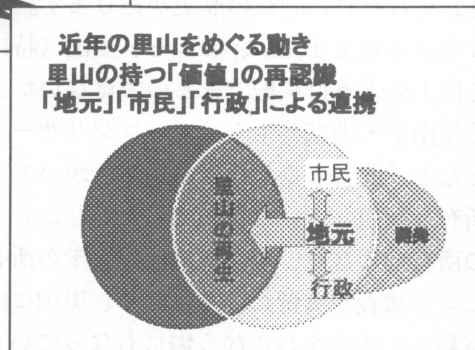 近年の里山をめぐる動き
里山の持つ「価値」の再認識
「地元」「市民」「行政」による連携
里山の再生
市民
地元
行政
開発